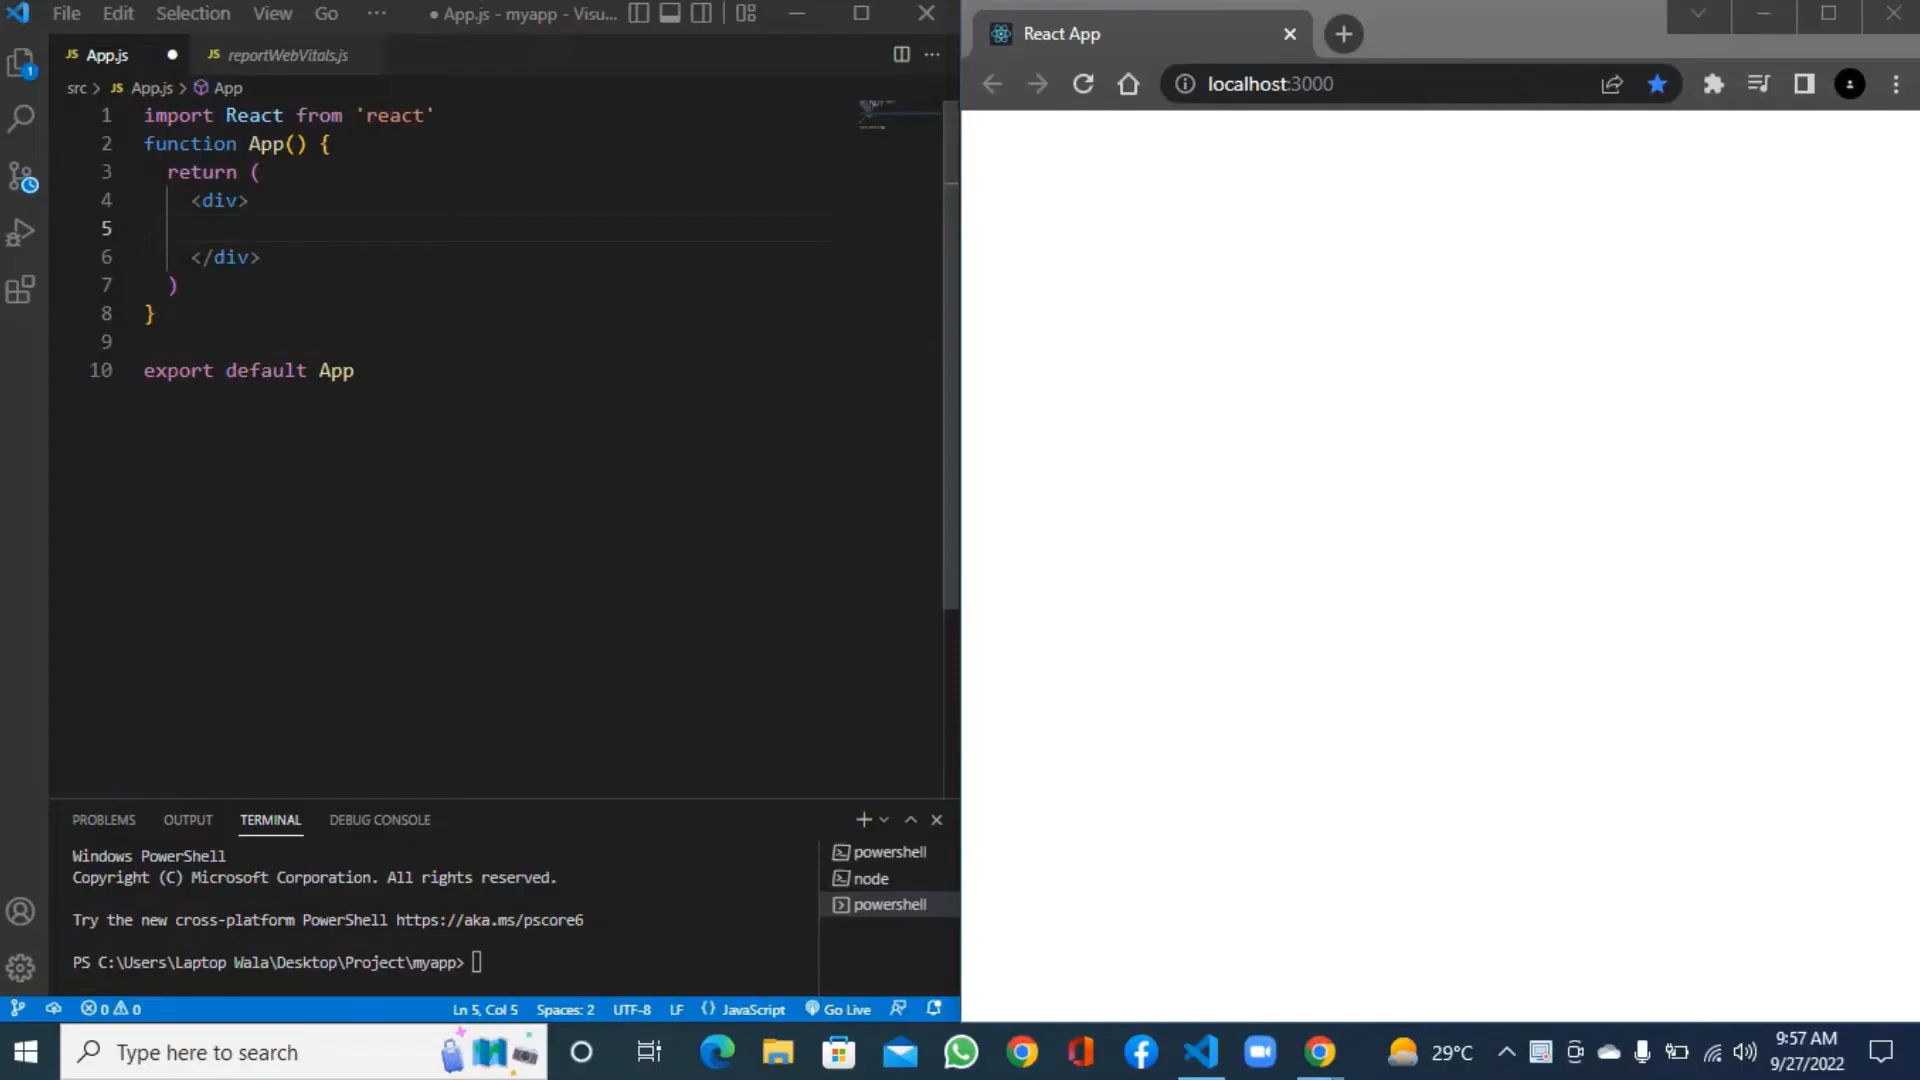 File Edit Selection View Go ··· ● App.js - myapp - Visu...
JS App.js ● JS reportWebVitals.js
src > JS App.js > App
1 import React from 'react'
2 function App() {
3 return (
4 <div>
5
6 </div>
7 )
8 }
9
10 export default App
PROBLEMS OUTPUT TERMINAL DEBUG CONSOLE
Windows PowerShell
Copyright (C) Microsoft Corporation. All rights reserved.
Try the new cross-platform PowerShell https://aka.ms/pscore6
PS C:\Users\Laptop Wala\Desktop\Project\myapp>
powershell
node
powershell
0 0 Ln 5, Col 5 Spaces: 2 UTF-8 LF {} JavaScript Go Live
React App
localhost:3000
Type here to search
29°C
9:57 AM
9/27/2022
1